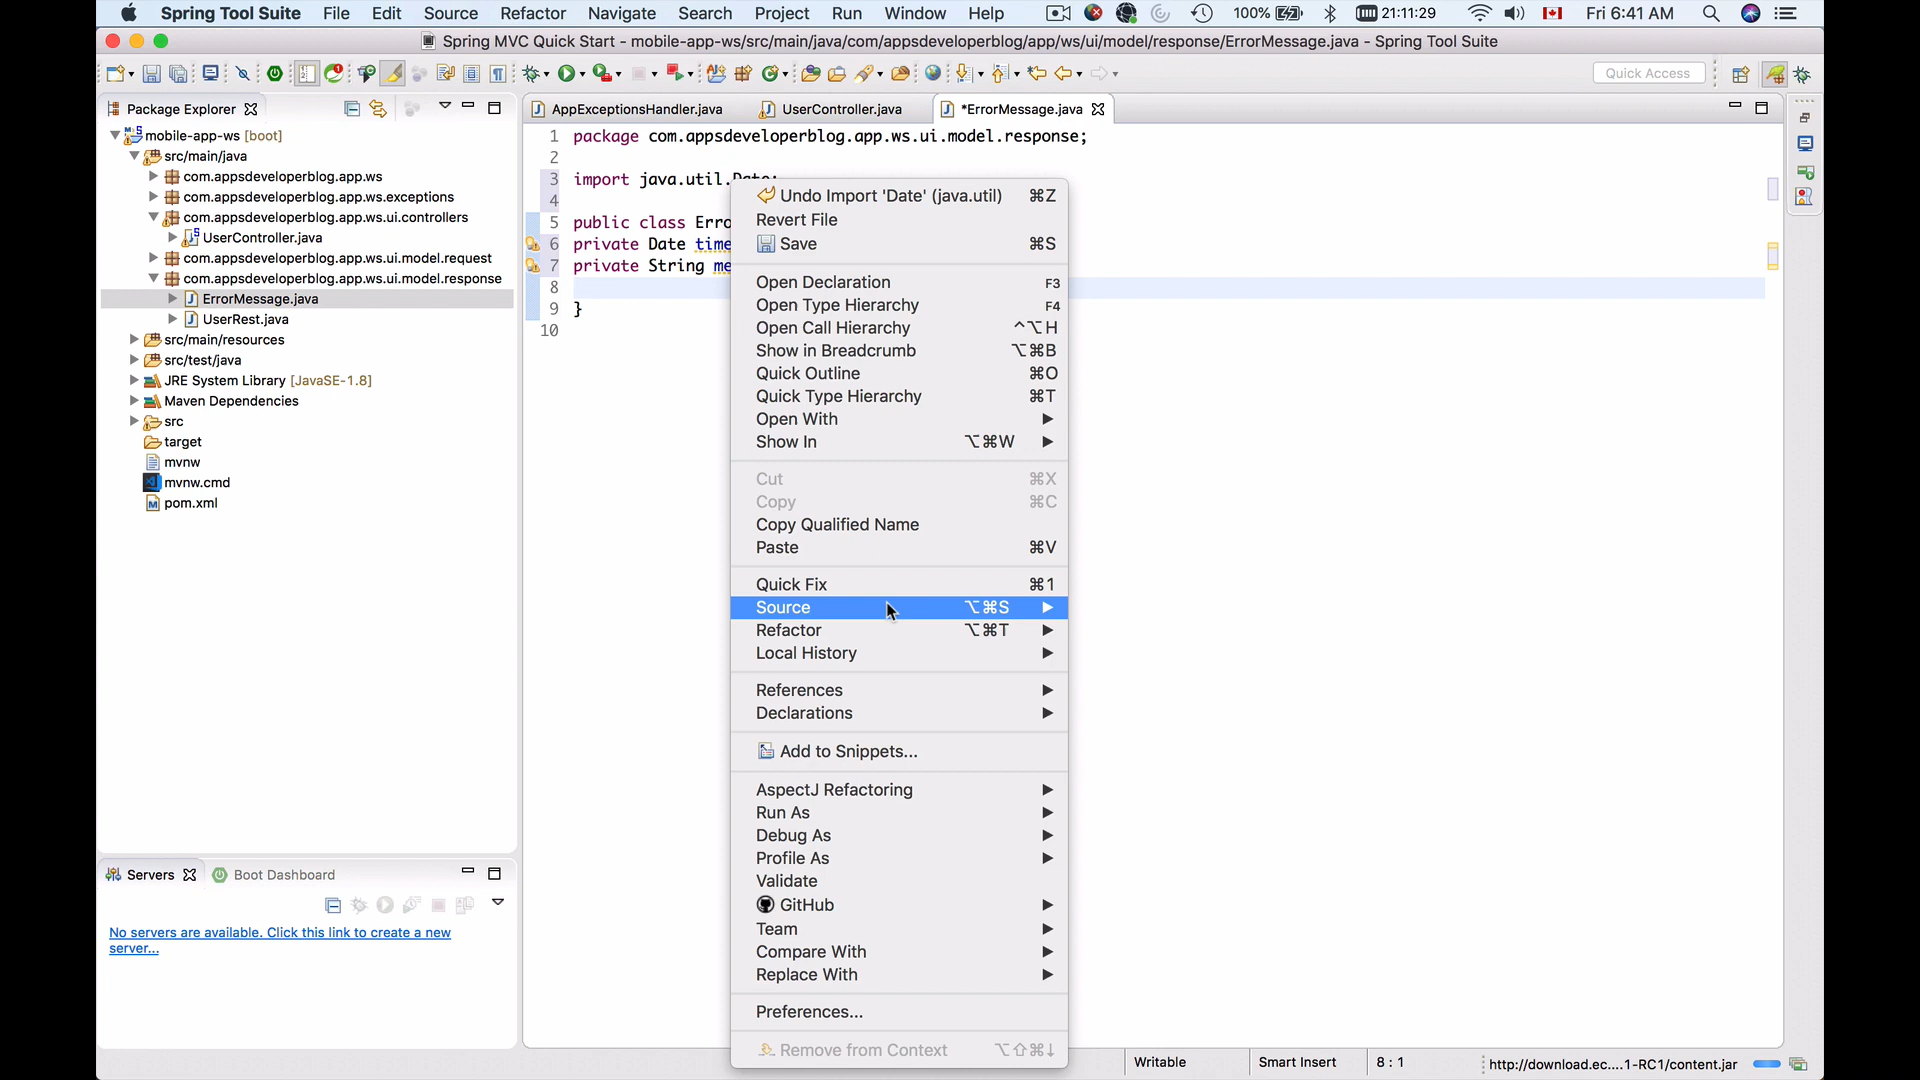 Spring Tool Suite File Edit Source Refactor Navigate Search Project Run Window Help 100% 21:11:29 Fri 6:41 AM
Spring MVC Quick Start - mobile-app-ws/src/main/java/com/appsdeveloperblog/app/ws/ui/model/response/ErrorMessage.java - Spring Tool Suite
Quick Access
Package Explorer
mobile-app-ws [boot]
src/main/java
com.appsdeveloperblog.app.ws
com.appsdeveloperblog.app.ws.exceptions
com.appsdeveloperblog.app.ws.ui.controllers
UserController.java
com.appsdeveloperblog.app.ws.ui.model.request
com.appsdeveloperblog.app.ws.ui.model.response
ErrorMessage.java
UserRest.java
src/main/resources
src/test/java
JRE System Library [JavaSE-1.8]
Maven Dependencies
src
target
mvnw
mvnw.cmd
pom.xml
Servers Boot Dashboard
No servers are available. Click this link to create a new
server...
AppExceptionsHandler.java UserController.java *ErrorMessage.java
1 package com.appsdeveloperblog.app.ws.ui.model.response;
2
3 import java.util.Date;
4
5 public class Erro
6 private Date time
7 private String me
8
9 }
10
Undo Import 'Date' (java.util) ⌘Z
Revert File
Save ⌘S
Open Declaration F3
Open Type Hierarchy F4
Open Call Hierarchy ^⌥H
Show in Breadcrumb ⌥⌘B
Quick Outline ⌘O
Quick Type Hierarchy ⌘T
Open With
Show In ⌥⌘W
Cut ⌘X
Copy ⌘C
Copy Qualified Name
Paste ⌘V
Quick Fix ⌘1
Source ⌥⌘S
Refactor ⌥⌘T
Local History
References
Declarations
Add to Snippets...
AspectJ Refactoring
Run As
Debug As
Profile As
Validate
GitHub
Team
Compare With
Replace With
Preferences...
Remove from Context ⌥⇧⌘↓
Writable Smart Insert 8 : 1 http://download.ec....1-RC1/content.jar